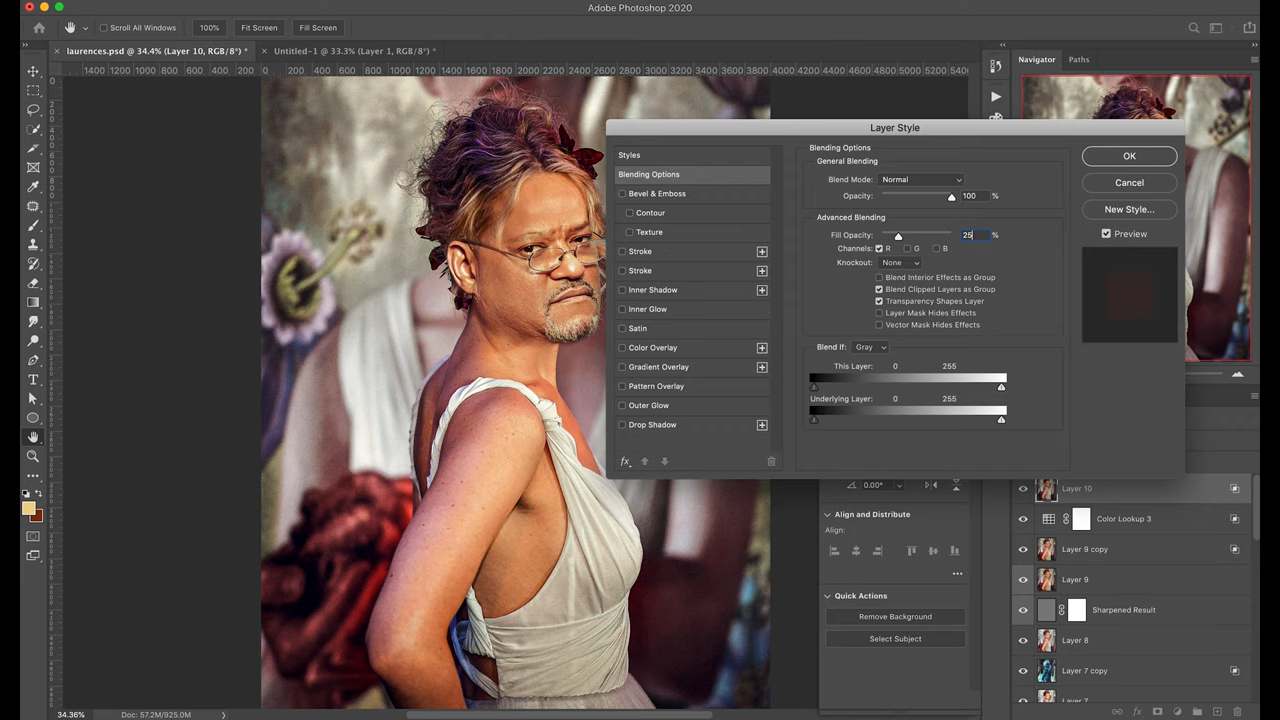 Adobe Photoshop 2020
Scroll All Windows 100% Fit Screen Fill Screen
laurences.psd @ 34.4% (Layer 10, RGB/8*) * Untitled-1 @ 33.3% (Layer 1, RGB/8*) *
1400 1200 1000 800 600 400 200 0 200 400 600 800 1000 1200 1400 1600 1800 2000 2200 2400 2600 2800 3000 3200 3400 3600 3800 4000 4200 4400 4600 4800 5000 5200 5400
Navigator Paths
Layer Style
Styles
Blending Options
Bevel & Emboss
Contour
Texture
Stroke
Stroke
Inner Shadow
Inner Glow
Satin
Color Overlay
Gradient Overlay
Pattern Overlay
Outer Glow
Drop Shadow
fx
Blending Options
General Blending
Blend Mode: Normal
Opacity: 100 %
Advanced Blending
Fill Opacity: 25 %
Channels: R G B
Knockout: None
Blend Interior Effects as Group
Blend Clipped Layers as Group
Transparency Shapes Layer
Layer Mask Hides Effects
Vector Mask Hides Effects
Blend If: Gray
This Layer: 0 255
Underlying Layer: 0 255
OK
Cancel
New Style...
Preview
0.00°
Align and Distribute
Align:
Quick Actions
Remove Background
Select Subject
Layer 10
Color Lookup 3
Layer 9 copy
Layer 9
Sharpened Result
Layer 8
Layer 7 copy
Layer 7
fx
34.36% Doc: 57.2M/925.0M